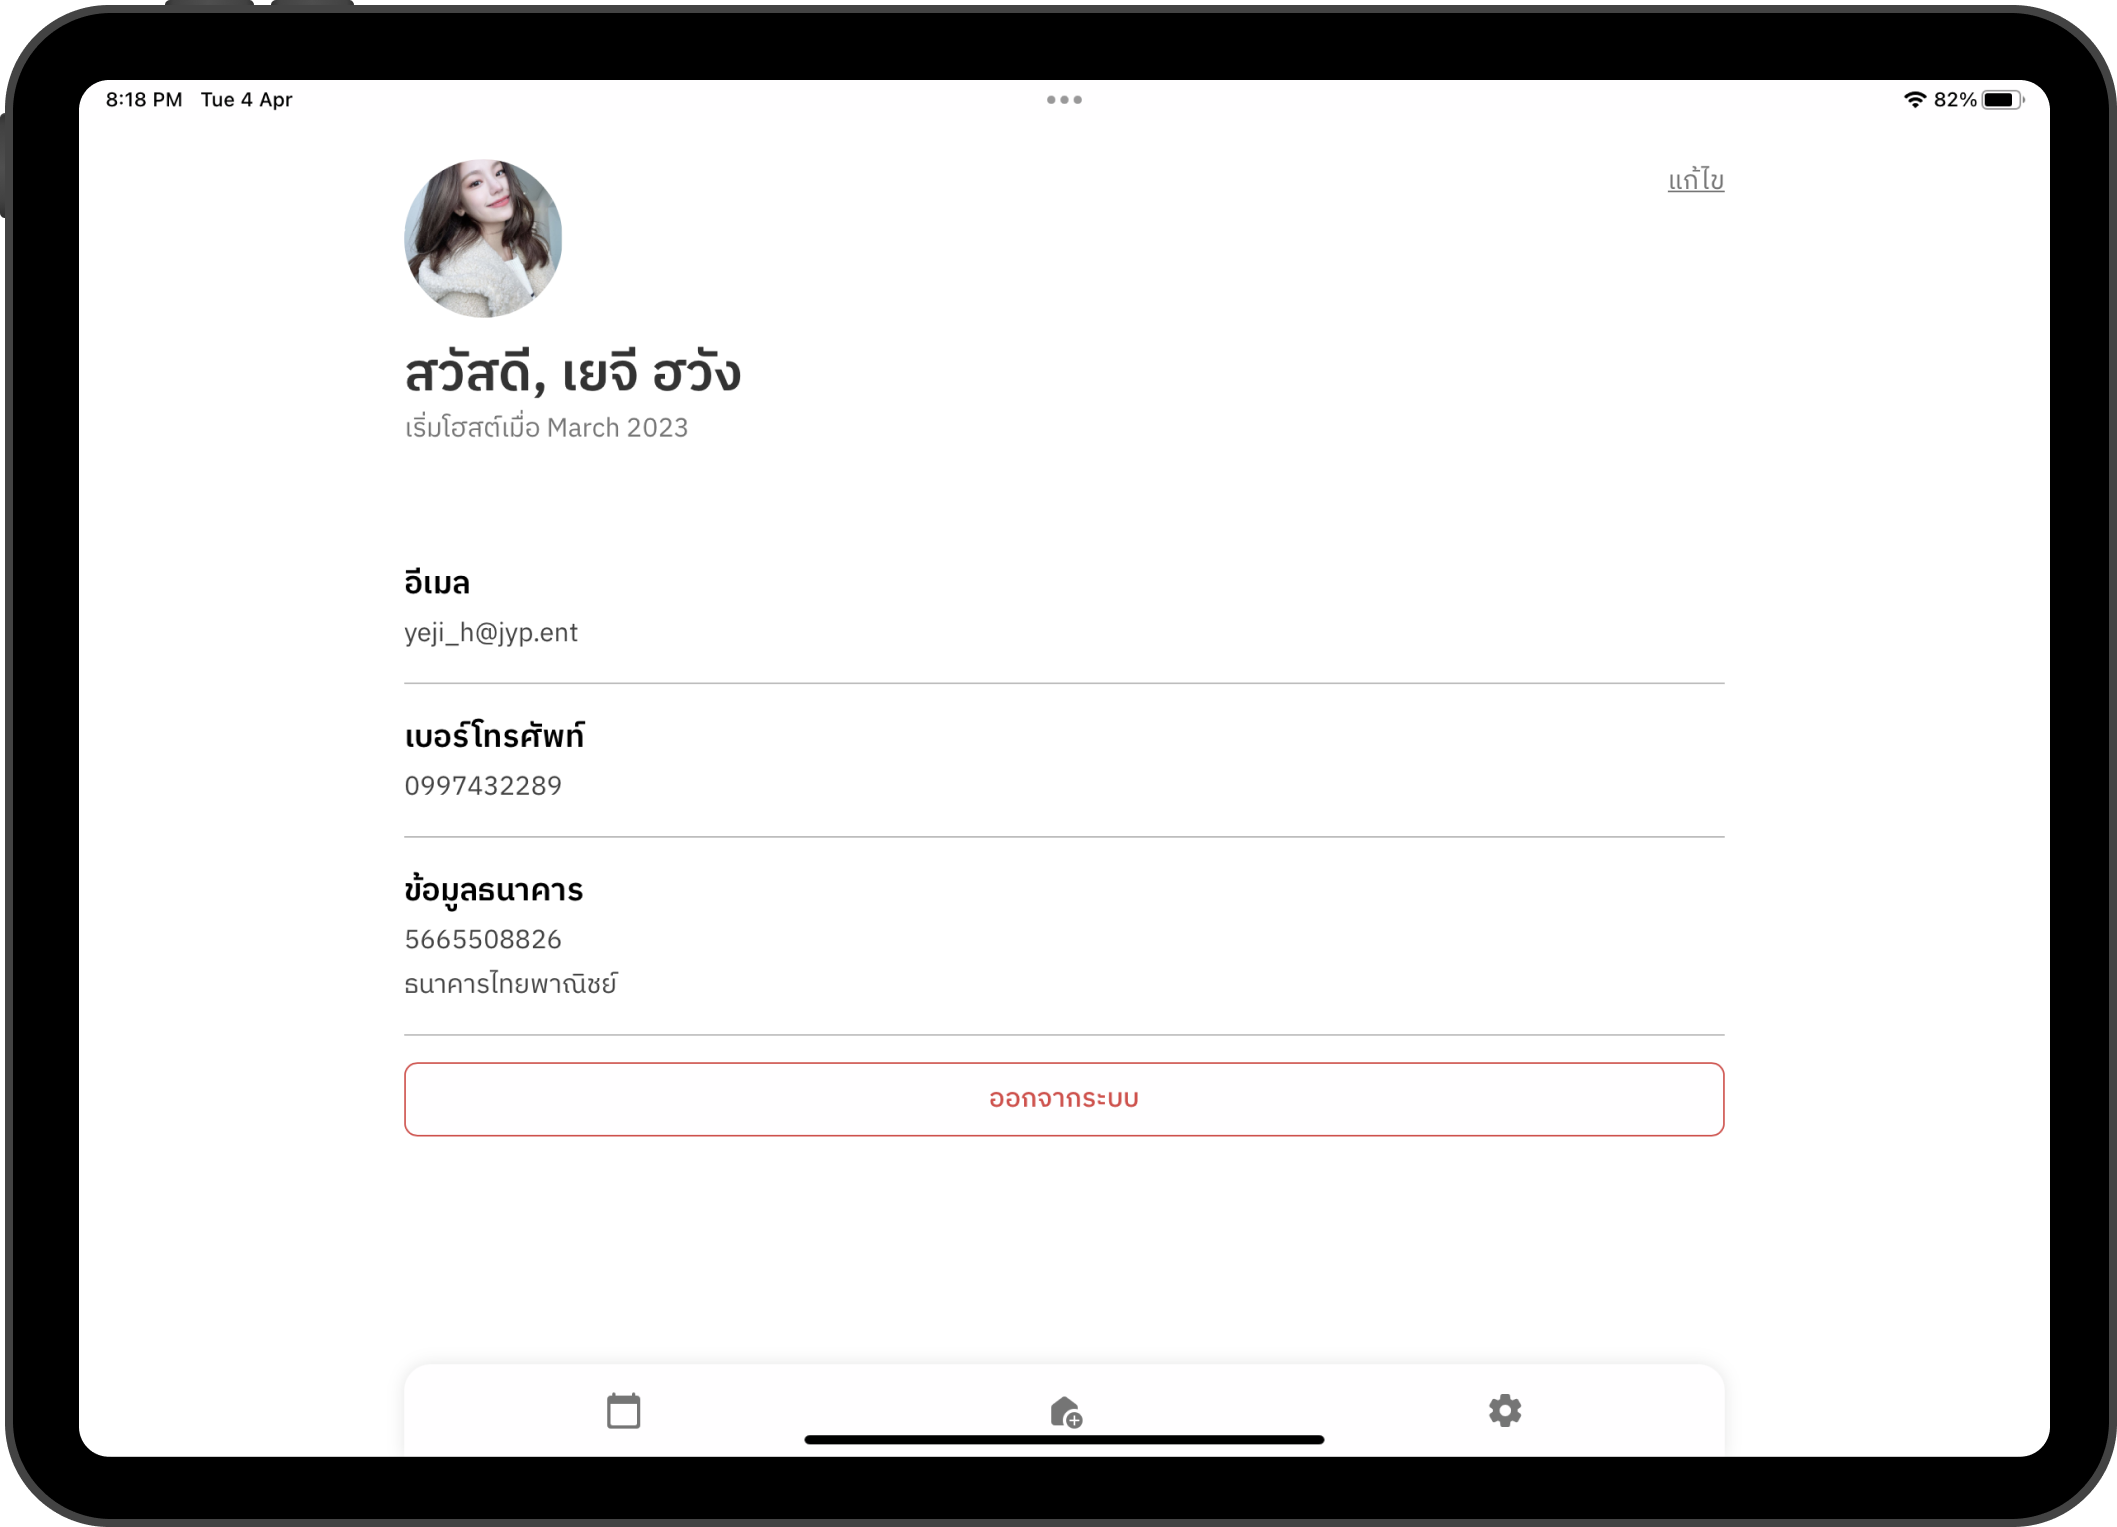 8:18 PM Tue 4 Apr
82%
แก้ไข
สวัสดี, เยจี ฮวัง
เริ่มโฮสต์เมื่อ March 2023
อีเมล
yeji_h@jyp.ent
เบอร์โทรศัพท์
0997432289
ข้อมูลธนาคาร
5665508826
ธนาคารไทยพาณิชย์
ออกจากระบบ